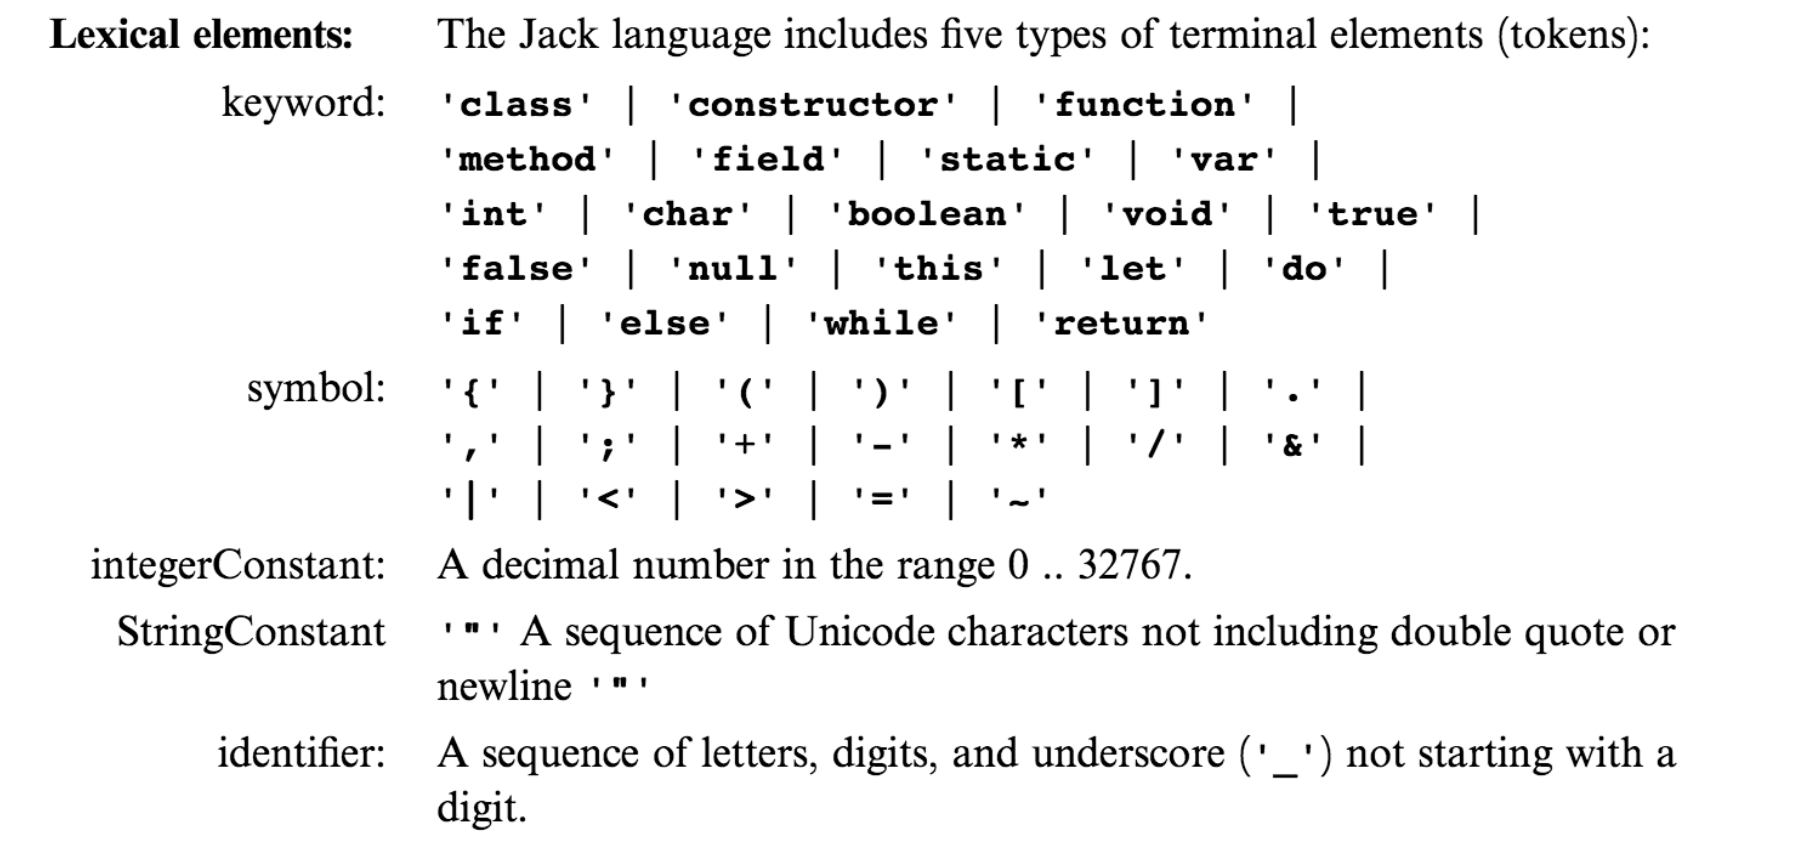 Lexical elements: The Jack language includes five types of terminal elements (tokens):
keyword: 'class' | 'constructor' | 'function' |
'method' | 'field' | 'static' | 'var' |
'int' | 'char' | 'boolean' | 'void' | 'true' |
'false' | 'null' | 'this' | 'let' | 'do' |
'if' | 'else' | 'while' | 'return'
symbol: '{' | '}' | '(' | ')' | '[' | ']' | '.' |
',' | ';' | '+' | '-' | '*' | '/' | '&' |
'|' | '<' | '>' | '=' | '~'
integerConstant: A decimal number in the range 0 .. 32767.
StringConstant '"' A sequence of Unicode characters not including double quote or
newline '"'
identifier: A sequence of letters, digits, and underscore ('_') not starting with a
digit.